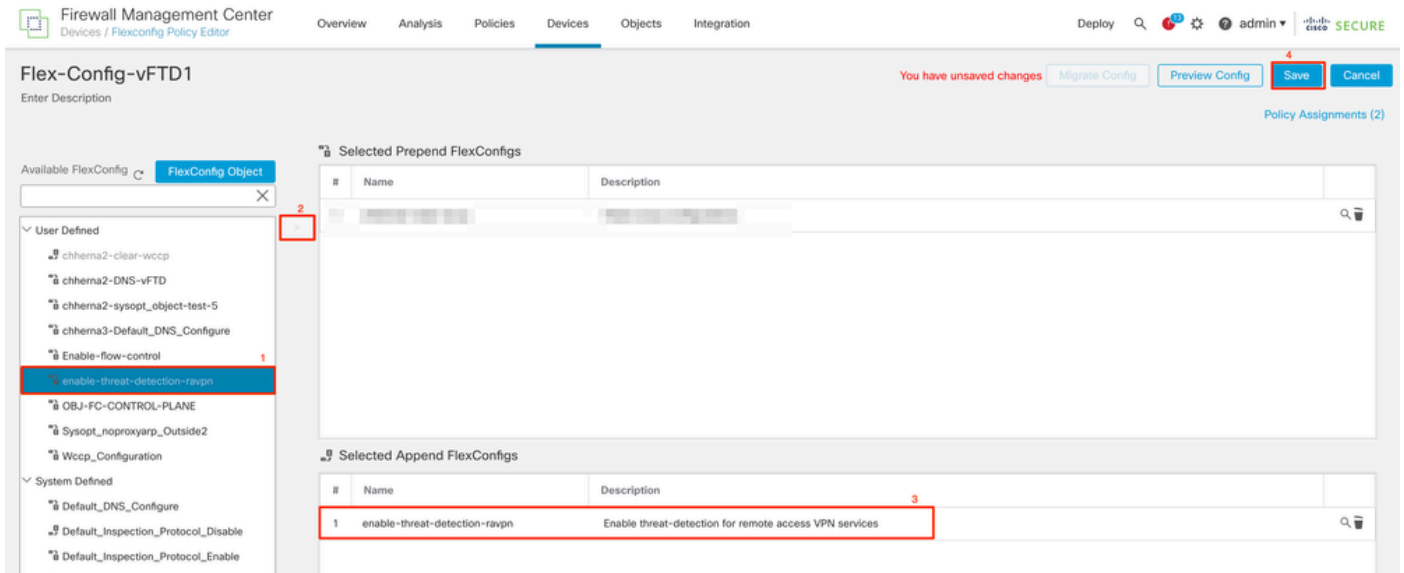 Firewall Management Center
Devices / Flexconfig Policy Editor
Overview Analysis Policies Devices Objects Integration
Deploy 13 admin cisco SECURE
4
Flex-Config-vFTD1
You have unsaved changes Migrate Config Preview Config Save Cancel
Enter Description
Policy Assignments (2)
Selected Prepend FlexConfigs
Available FlexConfig FlexConfig Object
# Name Description
2
>
User Defined
chherna2-clear-wccp
chherna2-DNS-vFTD
chherna2-sysopt_object-test-5
chherna3-Default_DNS_Configure
Enable-flow-control 1
enable-threat-detection-ravpn
OBJ-FC-CONTROL-PLANE
Sysopt_noproxyarp_Outside2
Wccp_Configuration
Selected Append FlexConfigs
System Defined
# Name Description
Default_DNS_Configure
3
1 enable-threat-detection-ravpn Enable threat-detection for remote access VPN services
Default_Inspection_Protocol_Disable
Default_Inspection_Protocol_Enable